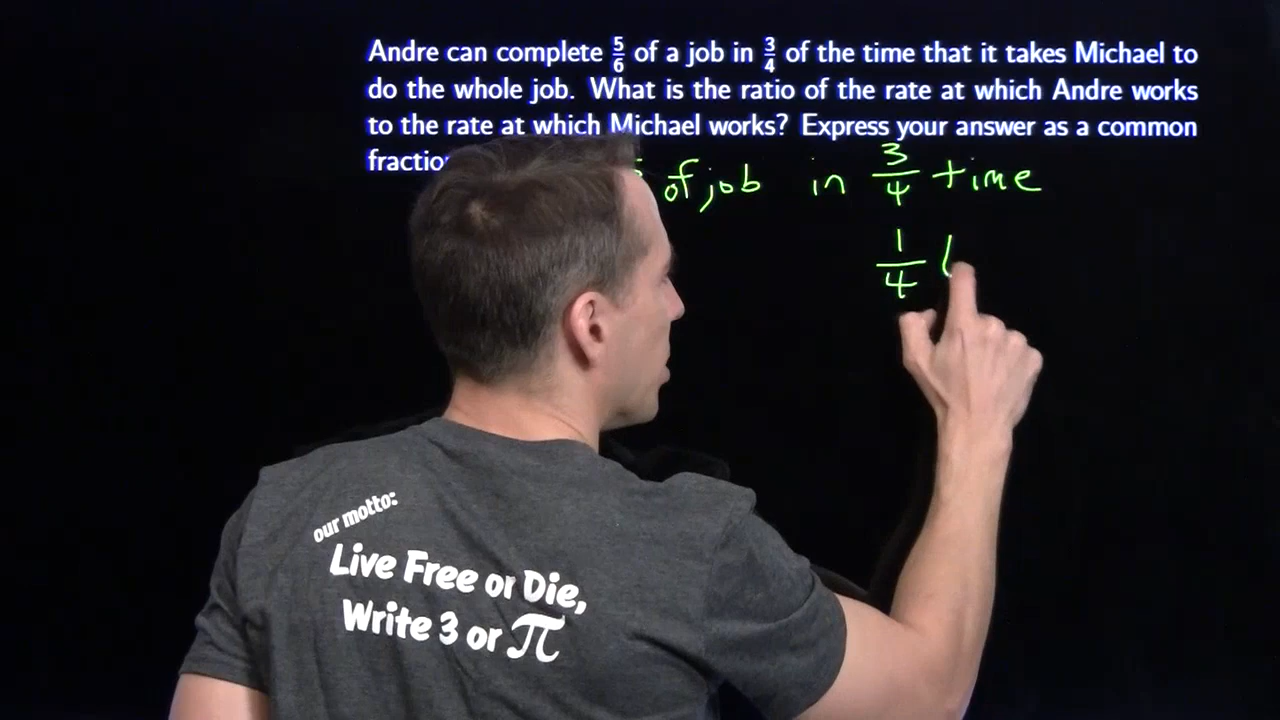 Andre can complete 5/6 of a job in 3/4 of the time that it takes Michael to
do the whole job. What is the ratio of the rate at which Andre works
to the rate at which Michael works? Express your answer as a common
of job in 3/4 time
1/4
our motto:
Live Free or Die,
Write 3 or π